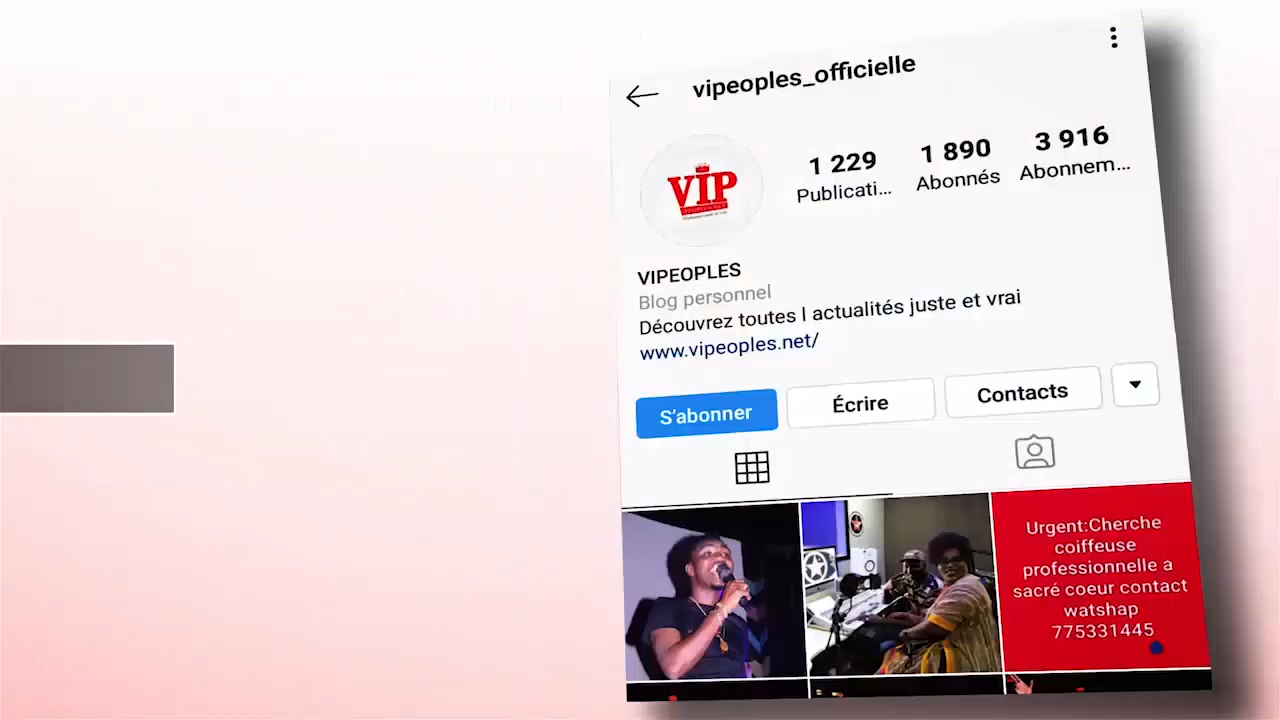 vipeoples_officielle
1 229
1 890
3 916
Publicati...
Abonnés
Abonnem...
VIP
VIPEOPLES
Blog personnel
Découvrez toutes l actualités juste et vrai
www.vipeoples.net/
S'abonner
Écrire
Contacts
Urgent:Cherche
coiffeuse
professionnelle a
sacré coeur contact
watshap
775331445